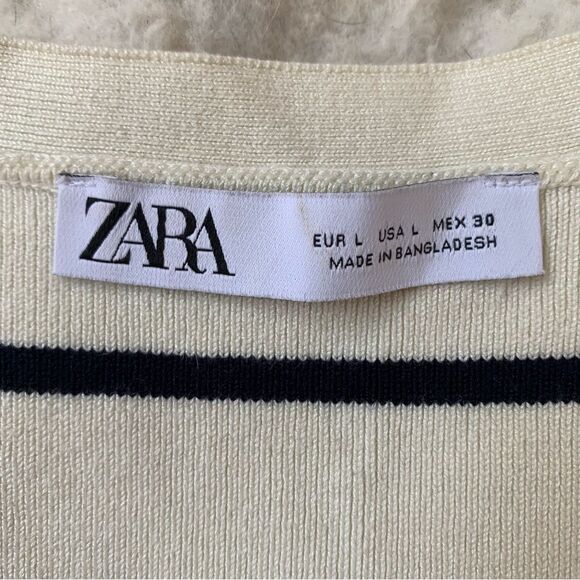 ZARA
EUR L USA L MEX 30
MADE IN BANGLADESH